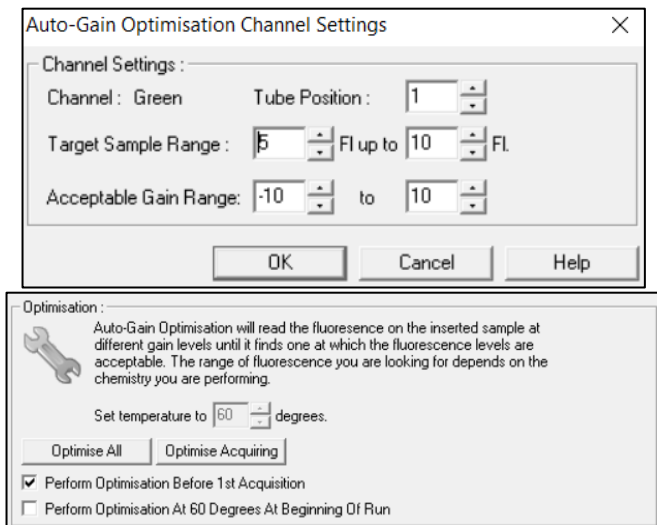 Auto-Gain Optimisation Channel Settings
Channel Settings :
Channel : Green Tube Position : 1
Target Sample Range : 5 Fl up to 10 Fl.
Acceptable Gain Range: -10 to 10
OK Cancel Help
Optimisation :
Auto-Gain Optimisation will read the fluoresence on the inserted sample at
different gain levels until it finds one at which the fluorescence levels are
acceptable. The range of fluorescence you are looking for depends on the
chemistry you are performing.
Set temperature to 60 degrees.
Optimise All Optimise Acquiring
Perform Optimisation Before 1st Acquisition
Perform Optimisation At 60 Degrees At Beginning Of Run